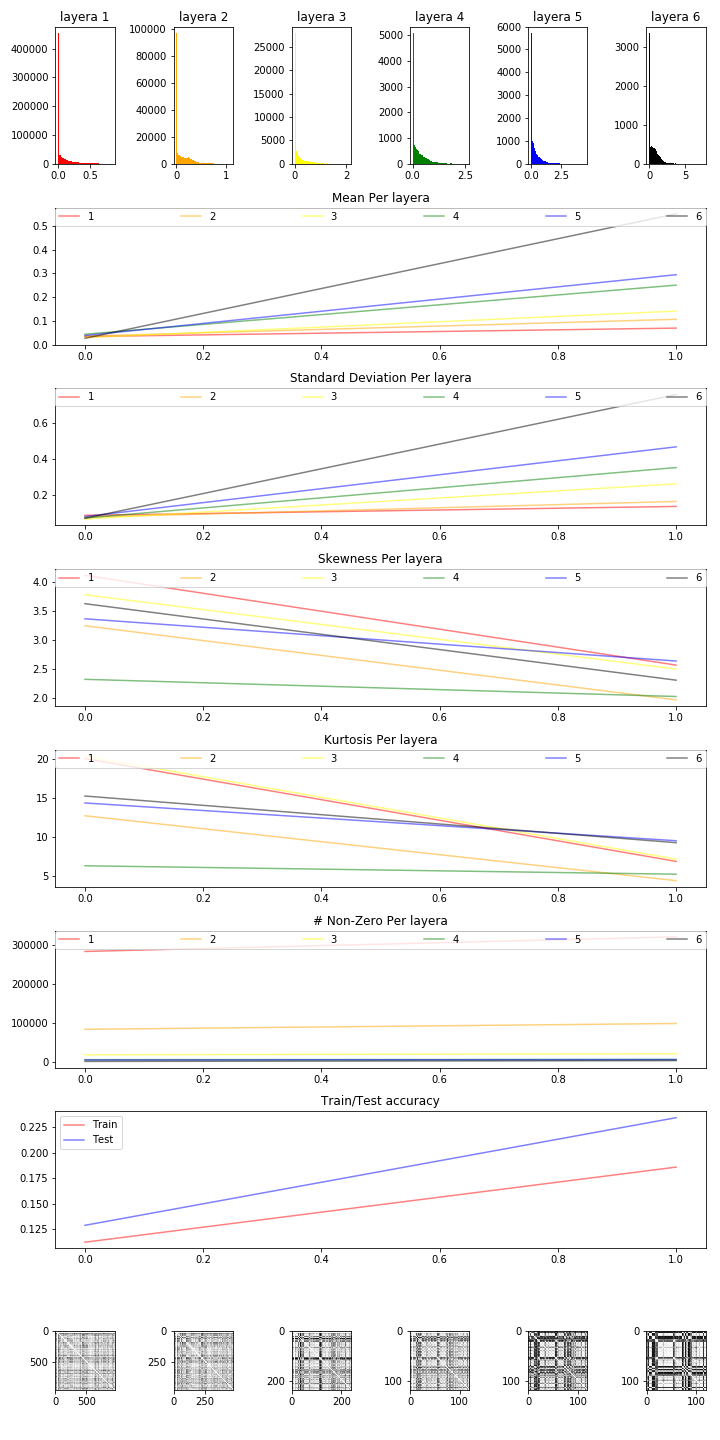 layera 1 layera 2 layera 3 layera 4 layera 5 layera 6
400000 300000 200000 100000 0
0.0 0.5
100000 80000 60000 40000 20000 0
0 1
25000 20000 15000 10000 5000 0
0 2
5000 4000 3000 2000 1000 0
0.0 2.5
6000 5000 4000 3000 2000 1000 0
0.0 2.5
3000 2000 1000 0
0 5
Mean Per layera
1 2 3 4 5 6
0.5
0.4
0.3
0.2
0.1
0.0
0.0 0.2 0.4 0.6 0.8 1.0
Standard Deviation Per layera
1 2 3 4 5 6
0.6
0.4
0.2
0.0 0.2 0.4 0.6 0.8 1.0
Skewness Per layera
1 2 3 4 5 6
4.0
3.5
3.0
2.5
2.0
0.0 0.2 0.4 0.6 0.8 1.0
Kurtosis Per layera
1 2 3 4 5 6
20
15
10
5
0.0 0.2 0.4 0.6 0.8 1.0
# Non-Zero Per layera
1 2 3 4 5 6
300000
200000
100000
0
0.0 0.2 0.4 0.6 0.8 1.0
Train/Test accuracy
Train
Test
0.225
0.200
0.175
0.150
0.125
0.0 0.2 0.4 0.6 0.8 1.0
0 500
0 500
0 250
0 250
0 200
0 200
0 100
0 100
0 100
0 100
0 100
0 100